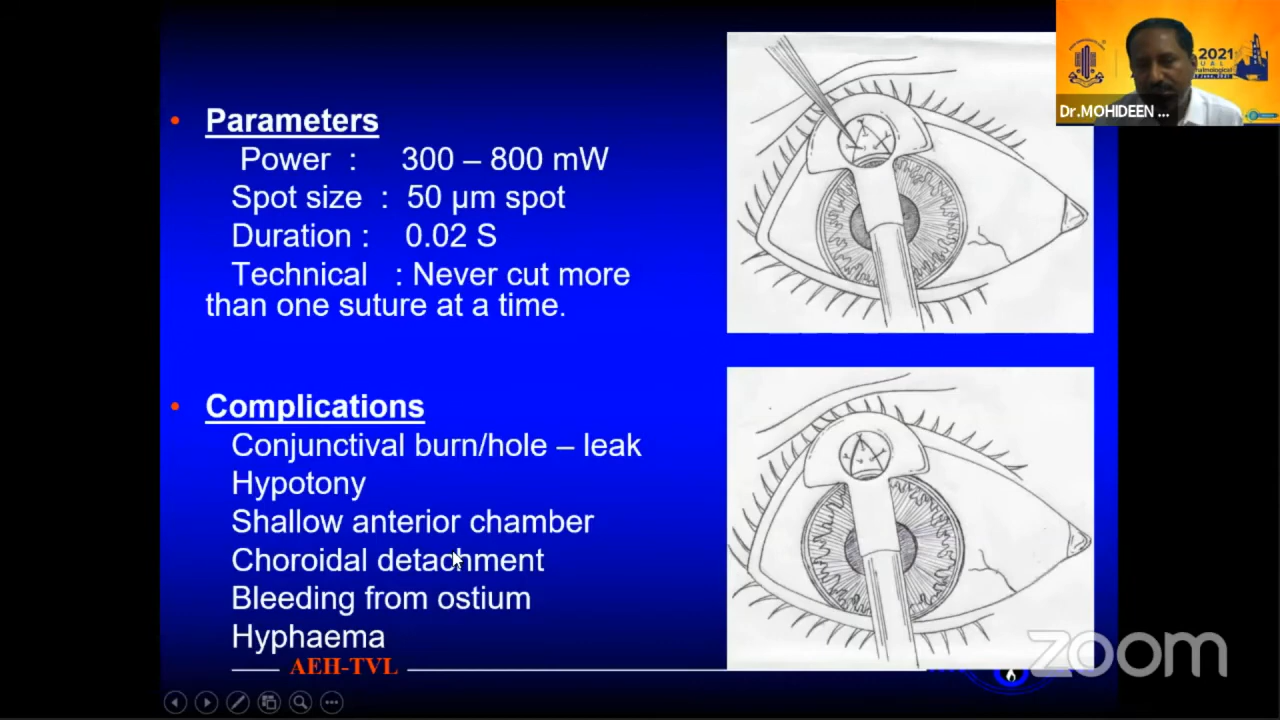 Parameters
Power : 300 – 800 mW
Spot size : 50 µm spot
Duration : 0.02 S
Technical : Never cut more
than one suture at a time.
Complications
Conjunctival burn/hole – leak
Hypotony
Shallow anterior chamber
Choroidal detachment
Bleeding from ostium
Hyphaema
AEH-TVL
2021
Dr.MOHIDEEN ...
zoom